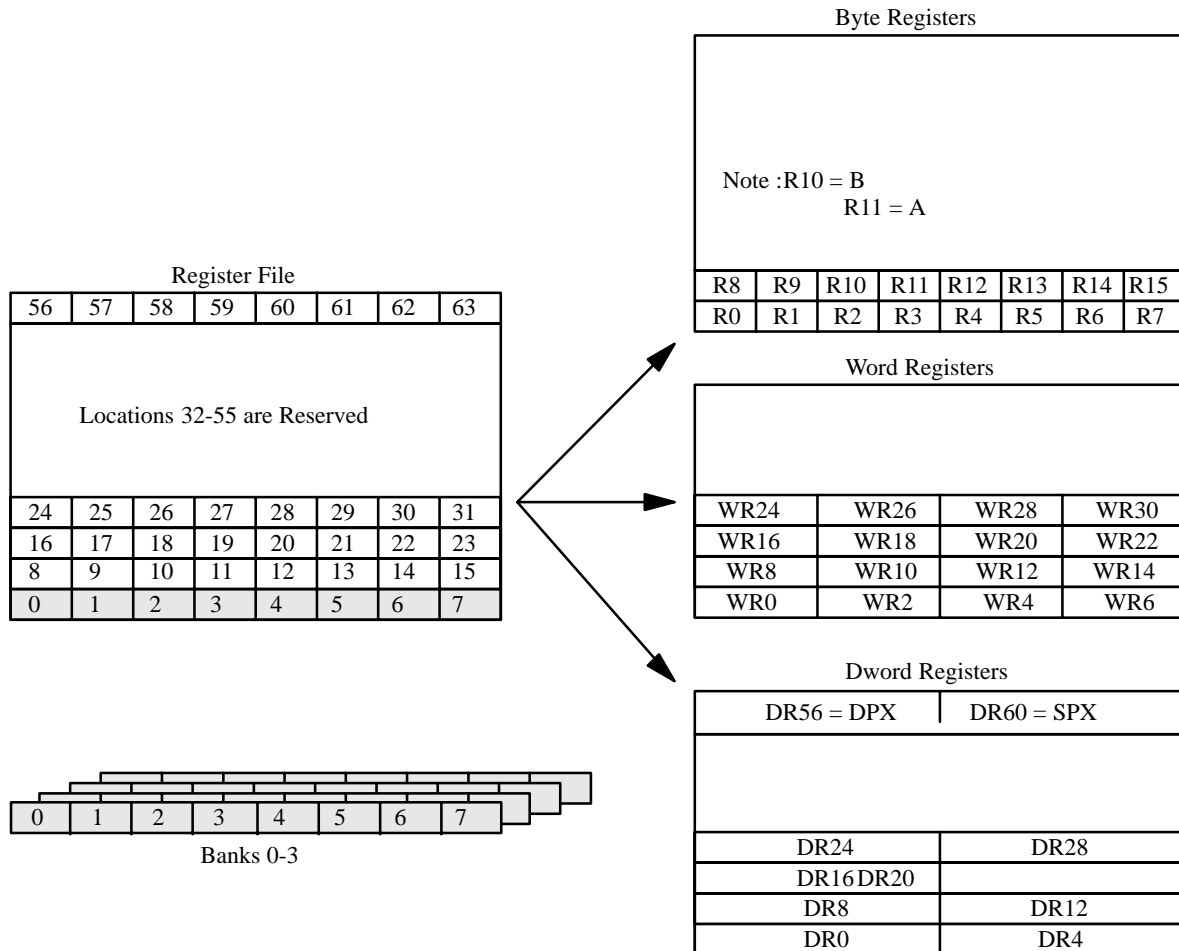 Byte Registers
Note :R10 = B
R11 = A
R8 R9 R10 R11 R12 R13 R14 R15
R0 R1 R2 R3 R4 R5 R6 R7
Register File
56 57 58 59 60 61 62 63
Locations 32-55 are Reserved
24 25 26 27 28 29 30 31
16 17 18 19 20 21 22 23
8 9 10 11 12 13 14 15
0 1 2 3 4 5 6 7
Word Registers
WR24 WR26 WR28 WR30
WR16 WR18 WR20 WR22
WR8 WR10 WR12 WR14
WR0 WR2 WR4 WR6
Dword Registers
DR56 = DPX DR60 = SPX
DR24 DR28
DR16DR20
DR8 DR12
DR0 DR4
0 1 2 3 4 5 6 7
Banks 0-3